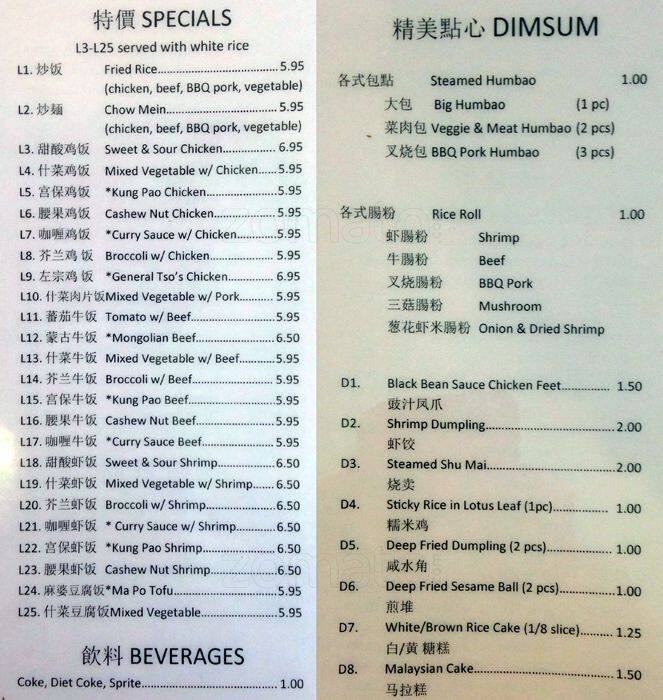 特價 SPECIALS
L3-L25 served with white rice
L1. 炒饭 Fried Rice 5.95
(chicken, beef, BBQ pork, vegetable)
L2. 炒麺 Chow Mein 5.95
(chicken, beef, BBQ pork, vegetable)
L3. 甜酸鸡饭 Sweet & Sour Chicken 6.95
L4. 什菜鸡饭 Mixed Vegetable w/ Chicken 5.95
L5. 宫保鸡饭 *Kung Pao Chicken 5.95
L6. 腰果鸡饭 Cashew Nut Chicken 5.95
L7. 咖喱鸡饭 *Curry Sauce w/ Chicken 5.95
L8. 芥兰鸡 饭 Broccoli w/ Chicken 5.95
L9. 左宗鸡 饭 *General Tso's Chicken 6.95
L10. 什菜肉片饭 Mixed Vegetable w/ Pork 5.95
L11. 蕃茄牛饭 Tomato w/ Beef 5.95
L12. 蒙古牛饭 *Mongolian Beef 6.50
L13. 什菜牛饭 Mixed Vegetable w/ Beef 5.95
L14. 芥兰牛饭 Broccoli w/ Beef 5.95
L15. 宫保牛饭 *Kung Pao Beef 5.95
L16. 腰果牛饭 Cashew Nut Beef 5.95
L17. 咖喱牛饭 *Curry Sauce Beef 5.95
L18. 甜酸虾饭 Sweet & Sour Shrimp 6.50
L19. 什菜虾饭 Mixed Vegetable w/ Shrimp 6.50
L20. 芥兰虾饭 Broccoli w/ Shrimp 6.50
L21. 咖喱虾饭 * Curry Sauce w/ Shrimp 6.50
L22. 宫保虾饭 *Kung Pao Shrimp 6.50
L23. 腰果虾饭 Cashew Nut Shrimp 6.50
L24. 麻婆豆腐饭 *Ma Po Tofu 5.95
L25. 什菜豆腐饭 Mixed Vegetable 5.95
飲料 BEVERAGES
Coke, Diet Coke, Sprite 1.00
精美點心 DIMSUM
各式包點 Steamed Humbao 1.00
大包 Big Humbao (1 pc)
菜肉包 Veggie & Meat Humbao (2 pcs)
叉烧包 BBQ Pork Humbao (3 pcs)
各式腸粉 Rice Roll 1.00
虾腸粉 Shrimp
牛腸粉 Beef
叉烧腸粉 BBQ Pork
三菇腸粉 Mushroom
葱花虾米腸粉 Onion & Dried Shrimp
D1. Black Bean Sauce Chicken Feet 1.50
豉汁凤爪
D2. Shrimp Dumpling 2.00
虾饺
D3. Steamed Shu Mai 2.00
烧卖
D4. Sticky Rice in Lotus Leaf (1pc) 1.00
糯米鸡
D5. Deep Fried Dumpling (2 pcs) 1.00
咸水角
D6. Deep Fried Sesame Ball (2 pcs) 1.00
煎堆
D7. White/Brown Rice Cake (1/8 slice) 1.25
白/黄 糖糕
D8. Malaysian Cake 1.50
马拉糕
zomato
zomato